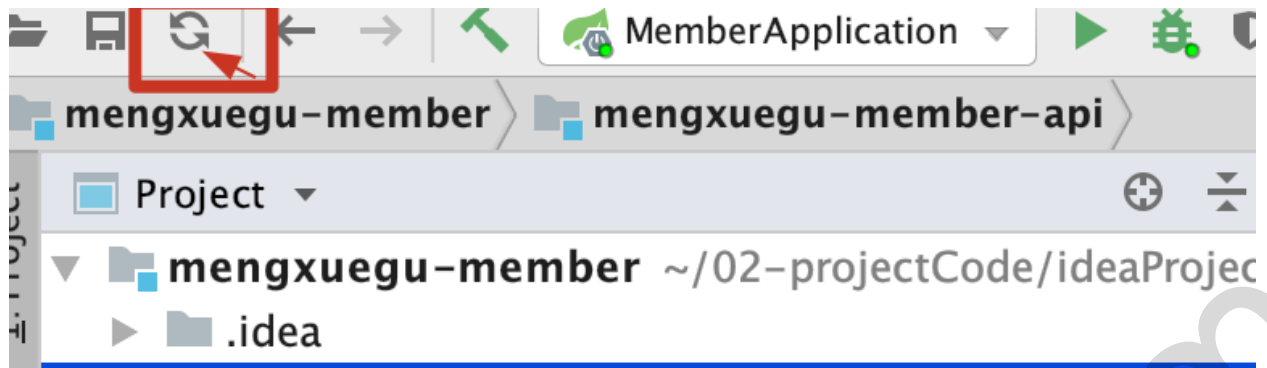 MemberApplication
mengxuegu-member mengxuegu-member-api
Project
mengxuegu-member ~/02-projectCode/ideaProjec
.idea